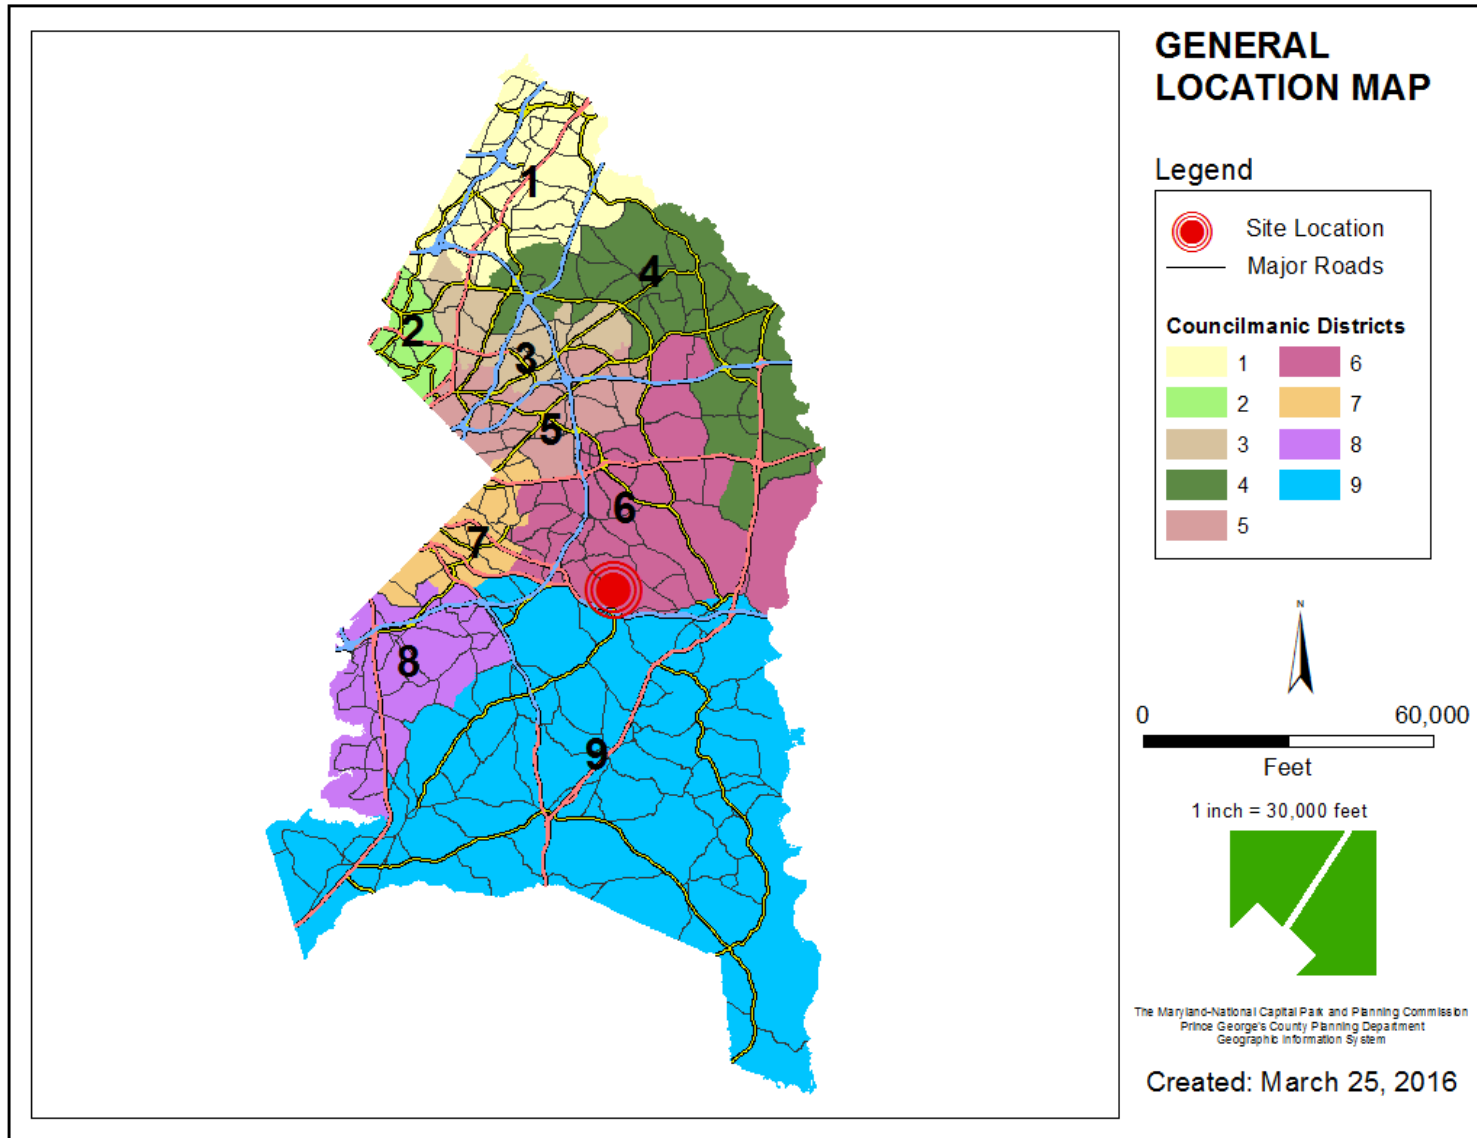 GENERAL
LOCATION MAP
Legend
Site Location
Major Roads
Councilmanic Districts
1
6
2
7
3
8
4
9
5
1
4
2
3
5
6
7
8
9
N
0
60,000
Feet
1 inch = 30,000 feet
The Maryland-National Capital Park and Planning Commission
Prince George's County Planning Department
Geographic Information System
Created: March 25, 2016